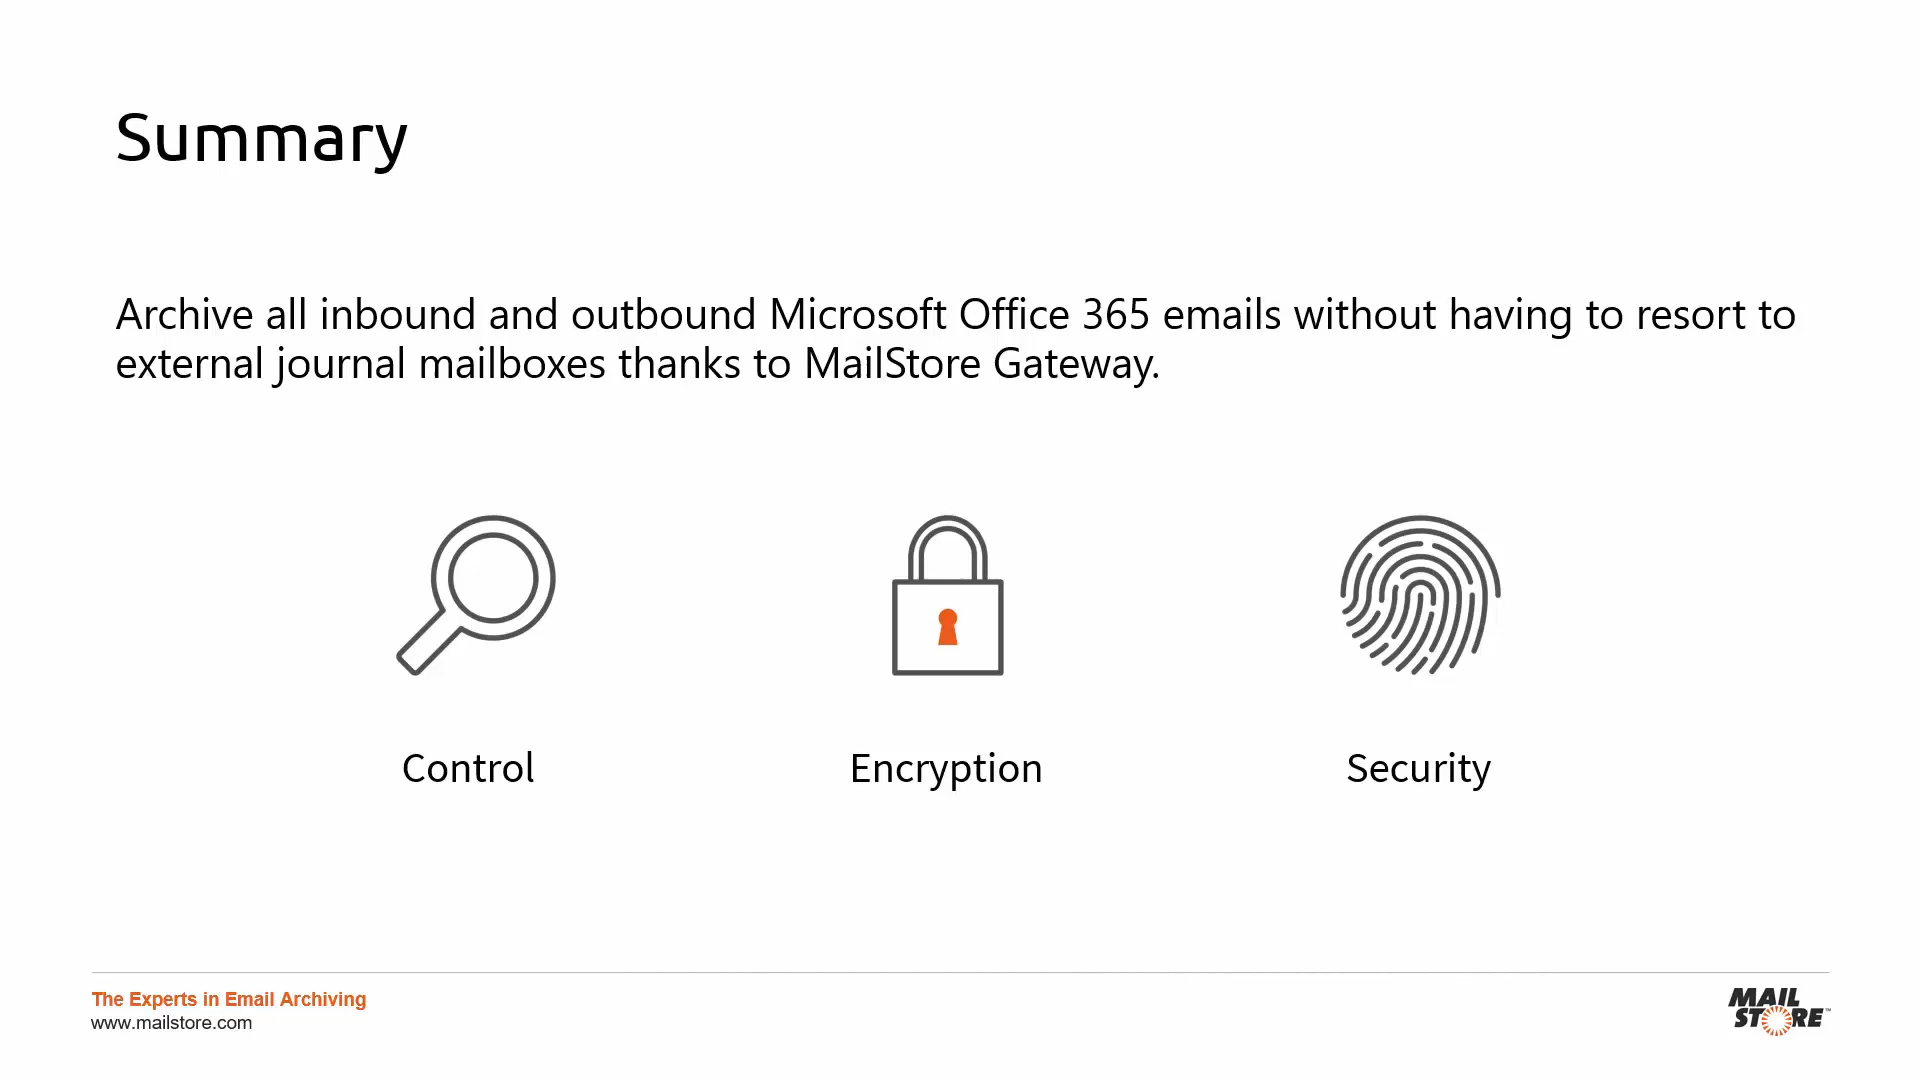 Summary
Archive all inbound and outbound Microsoft Office 365 emails without having to resort to
external journal mailboxes thanks to MailStore Gateway.
Control
Encryption
Security
The Experts in Email Archiving
www.mailstore.com
MAIL
STORE™